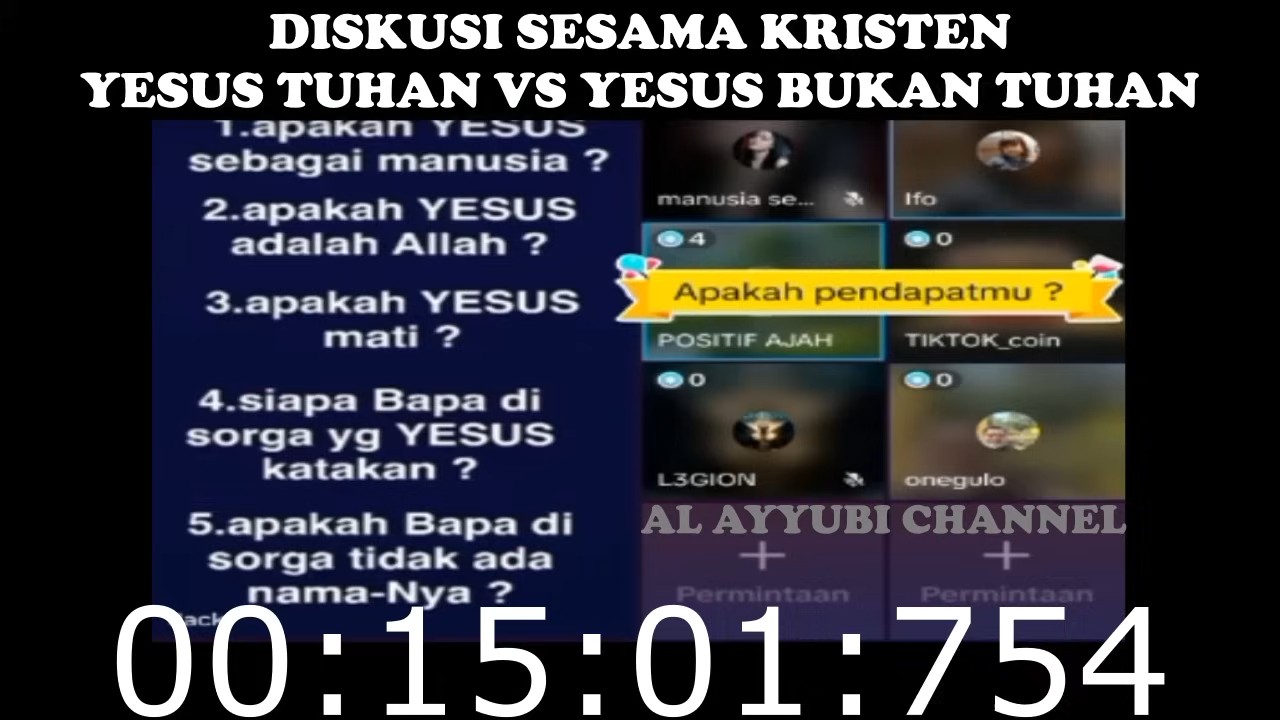 DISKUSI SESAMA KRISTEN
YESUS TUHAN VS YESUS BUKAN TUHAN
1.apakah YESUS
sebagai manusia ?
2.apakah YESUS
adalah Allah ?
3.apakah YESUS
mati ?
4.siapa Bapa di
sorga yg YESUS
katakan ?
5.apakah Bapa di
sorga tidak ada
nama-Nya ?
manusia se...
Ifo
4
0
Apakah pendapatmu ?
POSITIF AJAH
TIKTOK_coin
0
0
L3GION
onegulo
AL AYYUBI CHANNEL
+
+
Permintaan
Permintaan
00:15:01:754